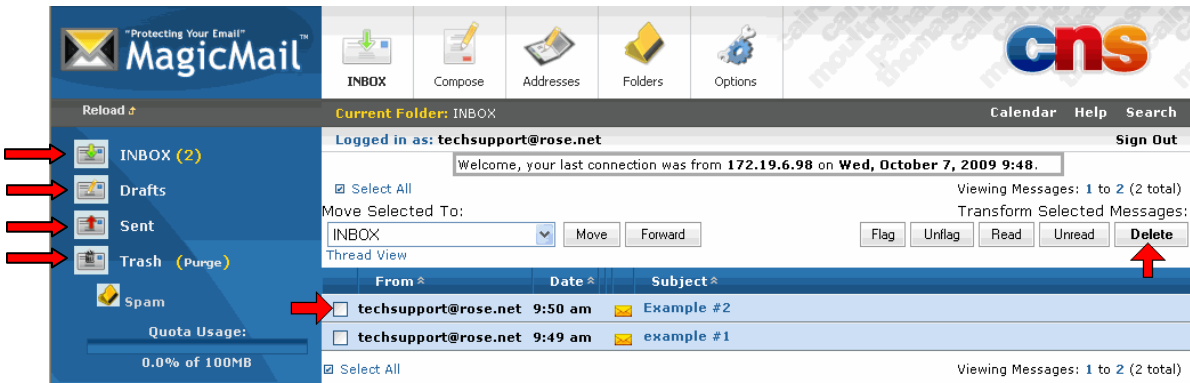 "Protecting Your Email"
MagicMail™
INBOX Compose Addresses Folders Options
cns
Reload
Current Folder: INBOX
Calendar Help Search
Logged in as: techsupport@rose.net
Sign Out
Welcome, your last connection was from 172.19.6.98 on Wed, October 7, 2009 9:48.
INBOX (2)
Drafts
Sent
Trash (Purge)
Spam
Quota Usage:
0.0% of 100MB
Select All
Viewing Messages: 1 to 2 (2 total)
Move Selected To:
Transform Selected Messages:
INBOX Move Forward
Flag Unflag Read Unread Delete
Thread View
From Date Subject
techsupport@rose.net 9:50 am Example #2
techsupport@rose.net 9:49 am example #1
Select All
Viewing Messages: 1 to 2 (2 total)